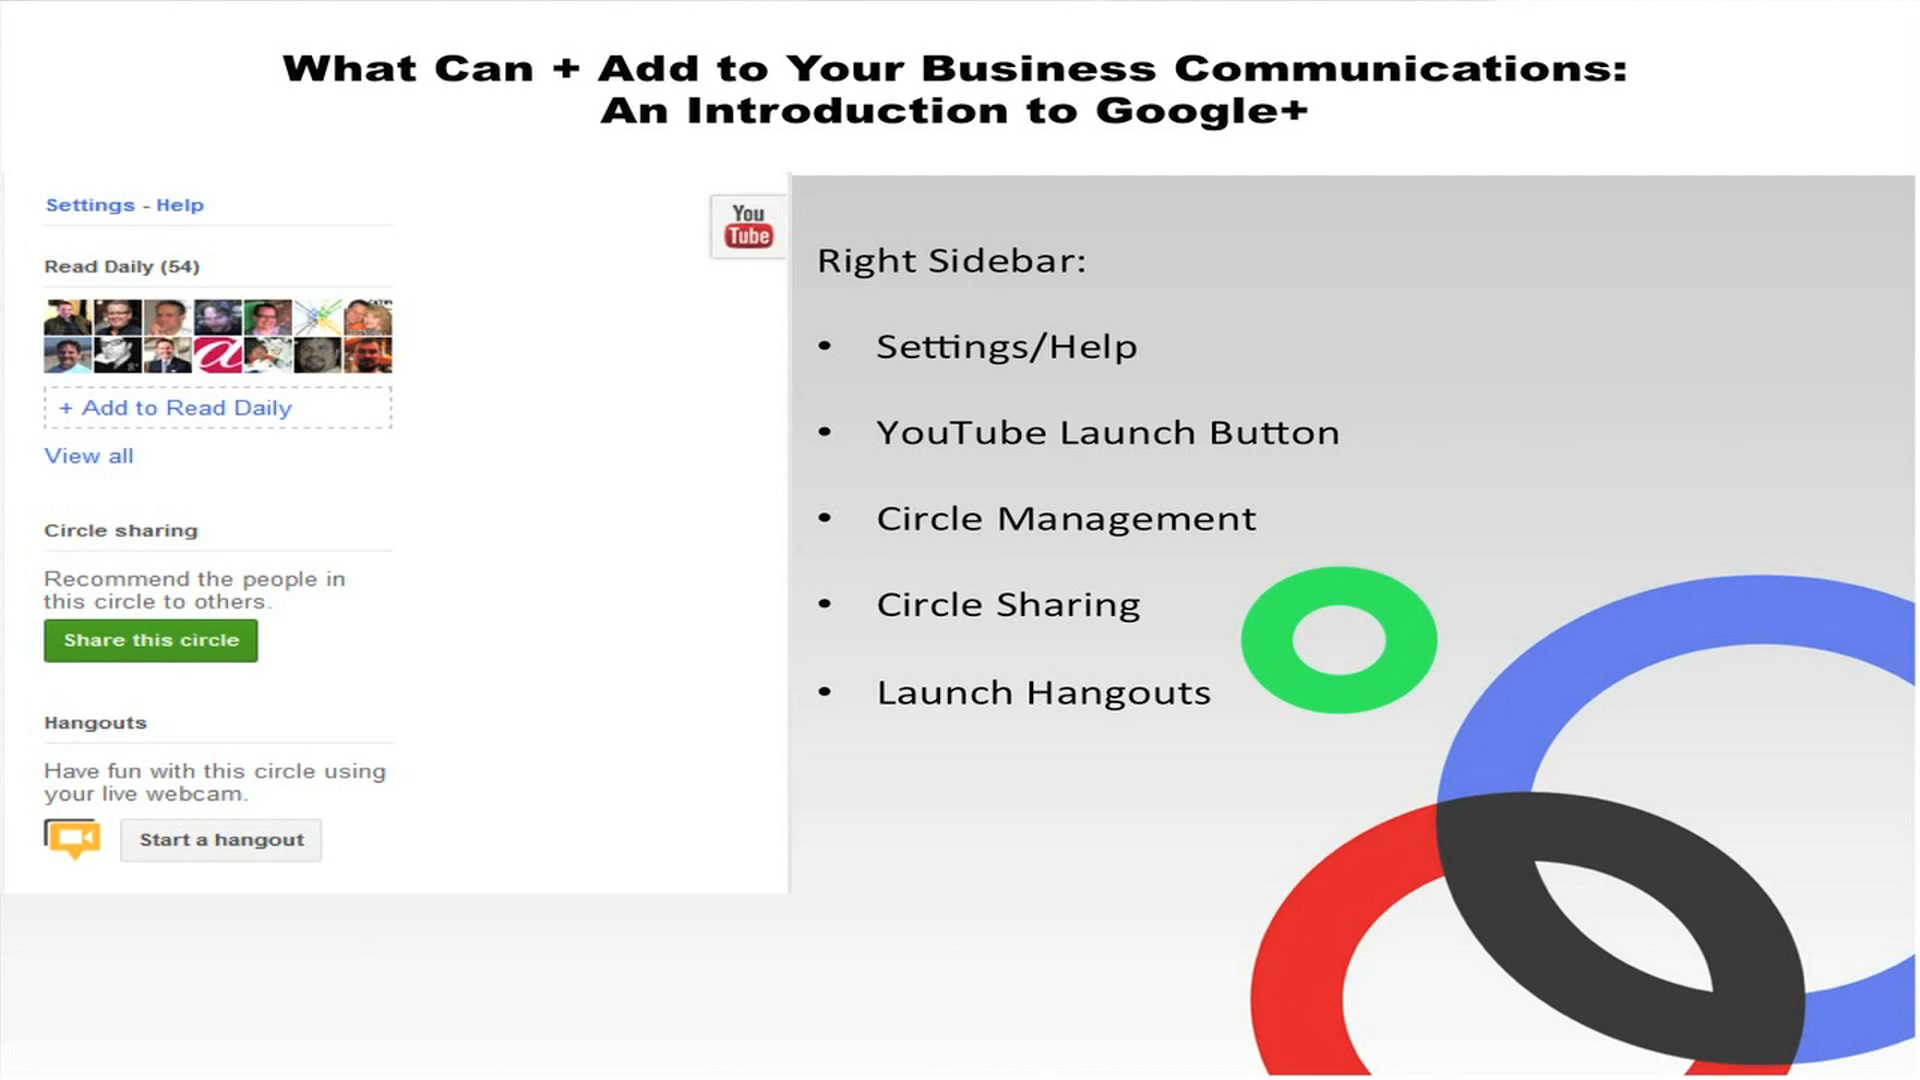 What Can + Add to Your Business Communications:
An Introduction to Google+
Settings - Help
Read Daily (54)
+ Add to Read Daily
View all
Circle sharing
Recommend the people in
this circle to others.
Share this circle
Hangouts
Have fun with this circle using
your live webcam.
Start a hangout
You
Tube
Right Sidebar:
• Settings/Help
• YouTube Launch Button
• Circle Management
• Circle Sharing
• Launch Hangouts